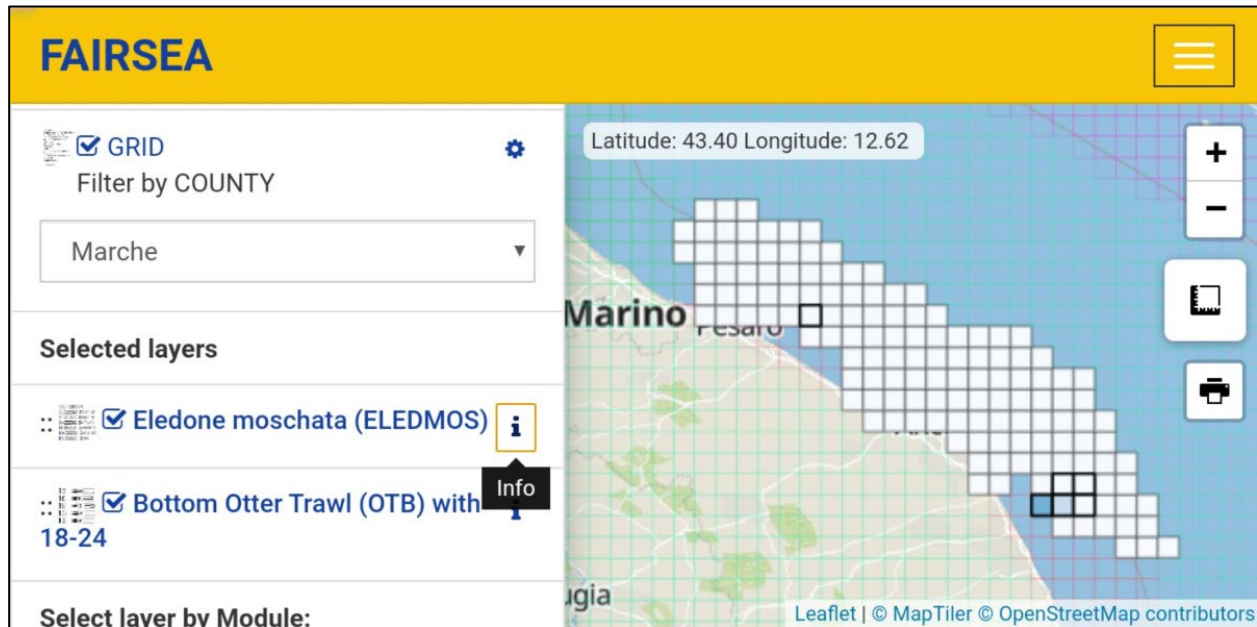 FAIRSEA
GRID
Filter by COUNTY
Marche
Selected layers
Eledone moschata (ELEDMOS)
Info
Bottom Otter Trawl (OTB) with
18-24
Select layer by Module:
Latitude: 43.40 Longitude: 12.62
+
−
Marino
Pesaro
Leaflet | © MapTiler © OpenStreetMap contributors